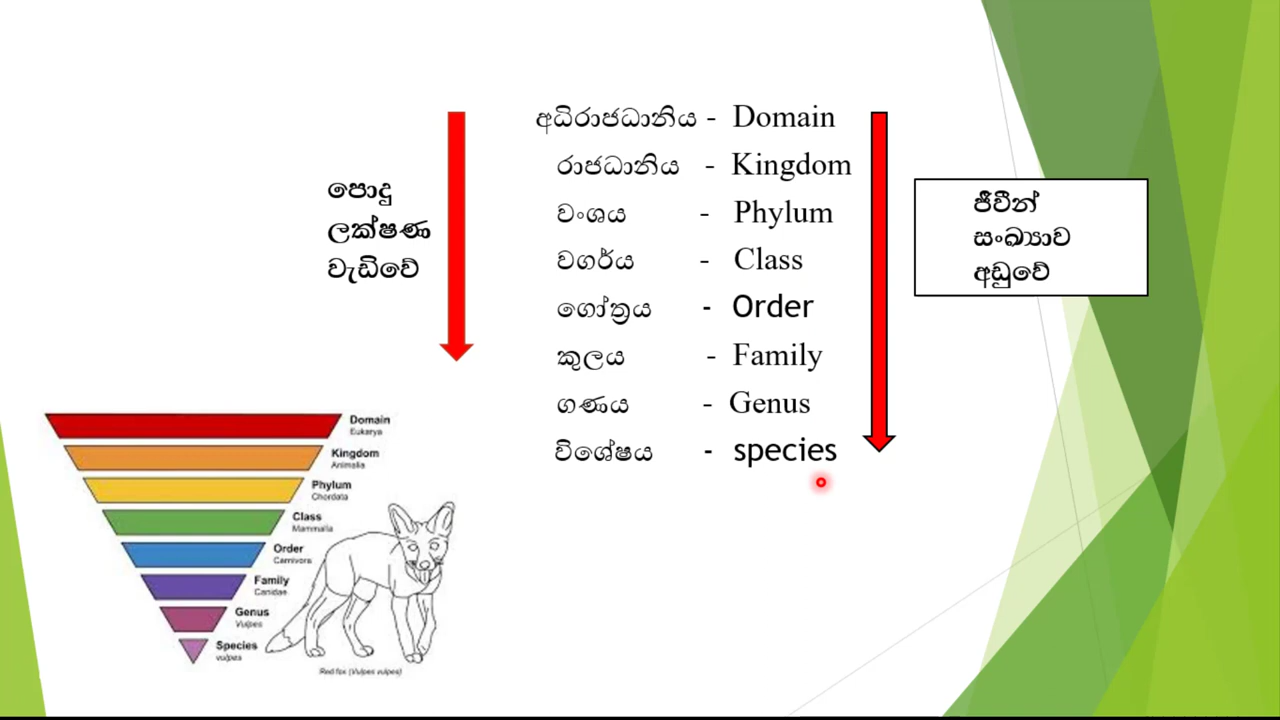 අධිරාජධානිය - Domain
රාජධානිය - Kingdom
වංශය - Phylum
වගර්ය - Class
ගෝත්‍රය - Order
කුලය - Family
ගණය - Genus
විශේෂය - species
පොදු
ලක්ෂණ
වැඩිවේ
ජීවීන්
සංඛ්‍යාව
අඩුවේ
Domain
Eukarya
Kingdom
Animalia
Phylum
Chordata
Class
Mammalia
Order
Carnivora
Family
Canidae
Genus
Vulpes
Species
vulpes
Red fox (Vulpes vulpes)